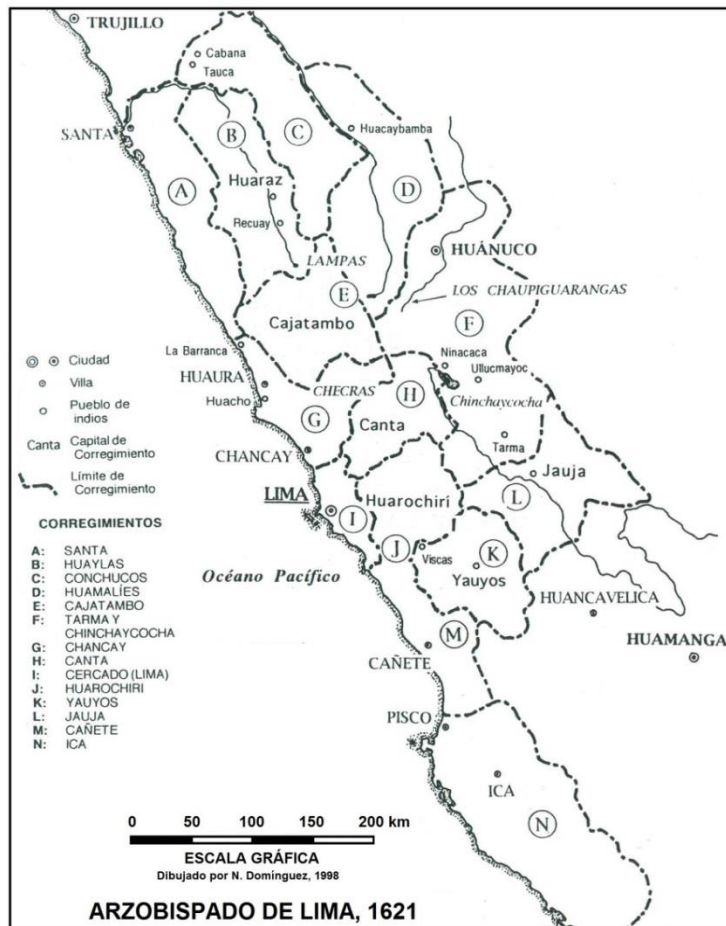 TRUJILLO
Cabana
Tauca
SANTA
B
C
Huacaybamba
A
D
Huaraz
Recuay
HUÁNUCO
LAMPAS
E
LOS CHAUPIGUARANGAS
F
Cajatambo
La Barranca
Ninacaca
Ullucmayoc
HUAURA
CHECRAS
H
Chinchaycocha
Huacho
G
Canta
Tarma
CHANCAY
Jauja
LIMA
Huarochirí
L
I
J
Viscas
K
Océano Pacífico
Yauyos
HUANCAVELICA
M
HUAMANGA
CAÑETE
PISCO
ICA
N
Ciudad
Villa
Pueblo de
indios
Canta Capital de
Corregimiento
Límite de
Corregimiento
CORREGIMIENTOS
A: SANTA
B: HUAYLAS
C: CONCHUCOS
D: HUAMALÍES
E: CAJATAMBO
F: TARMA Y
CHINCHAYCOCHA
G: CHANCAY
H: CANTA
I: CERCADO (LIMA)
J: HUAROCHIRI
K: YAUYOS
L: JAUJA
M: CAÑETE
N: ICA
0 50 100 150 200 km
ESCALA GRÁFICA
Dibujado por N. Domínguez, 1998
ARZOBISPADO DE LIMA, 1621